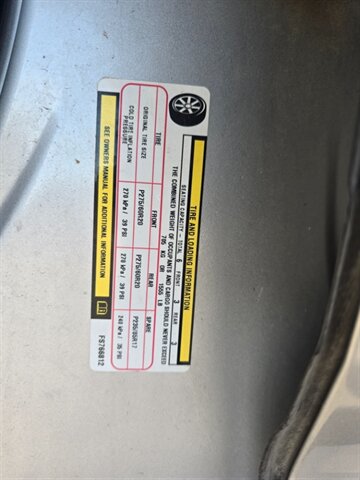 TIRE AND LOADING INFORMATION
SEATING CAPACITY - TOTAL 6 FRONT 3 REAR 3
THE COMBINED WEIGHT OF OCCUPANTS AND CARGO SHOULD NEVER EXCEED
705 KG OR 1555 LB
TIRE FRONT REAR SPARE
ORIGINAL TIRE SIZE P275/60R20 P275/60R20 P235/85R17
COLD TIRE INFLATION PRESSURE 270 kPa / 39 PSI 270 kPa / 39 PSI 240 kPa / 35 PSI
SEE OWNERS MANUAL FOR ADDITIONAL INFORMATION
FS766812